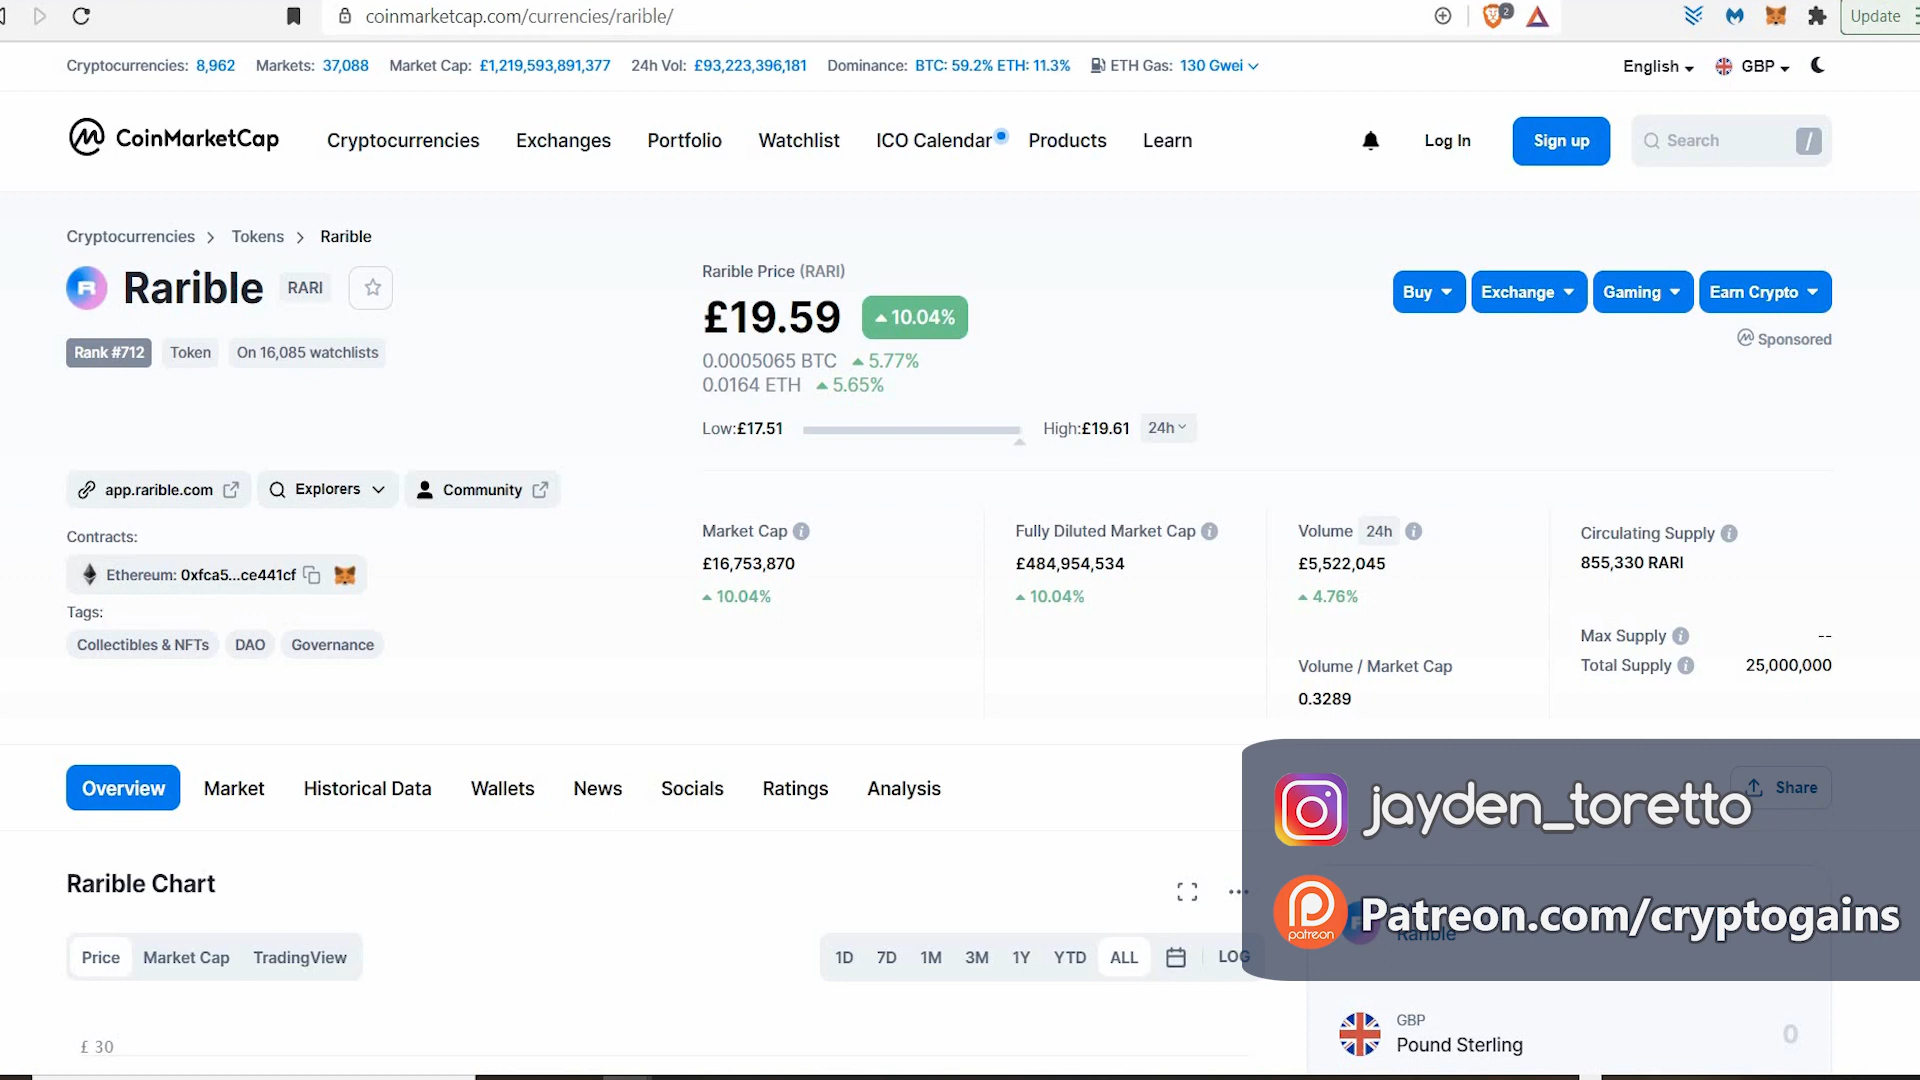 coinmarketcap.com/currencies/rarible/
2
Update
Cryptocurrencies: 8,962 Markets: 37,088 Market Cap: £1,219,593,891,377 24h Vol: £93,223,396,181 Dominance: BTC: 59.2% ETH: 11.3% ETH Gas: 130 Gwei
English GBP
CoinMarketCap Cryptocurrencies Exchanges Portfolio Watchlist ICO Calendar Products Learn
Log In Sign up Search /
Cryptocurrencies > Tokens > Rarible
Rarible RARI
Rank #712 Token On 16,085 watchlists
app.rarible.com Explorers Community
Contracts:
Ethereum: 0xfca5...ce441cf
Tags:
Collectibles & NFTs DAO Governance
Rarible Price (RARI)
£19.59 10.04%
0.0005065 BTC 5.77%
0.0164 ETH 5.65%
Low:£17.51 High:£19.61 24h
Buy Exchange Gaming Earn Crypto
Sponsored
Market Cap
£16,753,870
10.04%
Fully Diluted Market Cap
£484,954,534
10.04%
Volume 24h
£5,522,045
4.76%
Volume / Market Cap
0.3289
Circulating Supply
855,330 RARI
Max Supply --
Total Supply 25,000,000
Overview Market Historical Data Wallets News Socials Ratings Analysis
Share
jayden_toretto
patreon
Patreon.com/cryptogains
Rarible Chart
Price Market Cap TradingView
1D 7D 1M 3M 1Y YTD ALL LOG
£ 30
Rarible
GBP
Pound Sterling
0